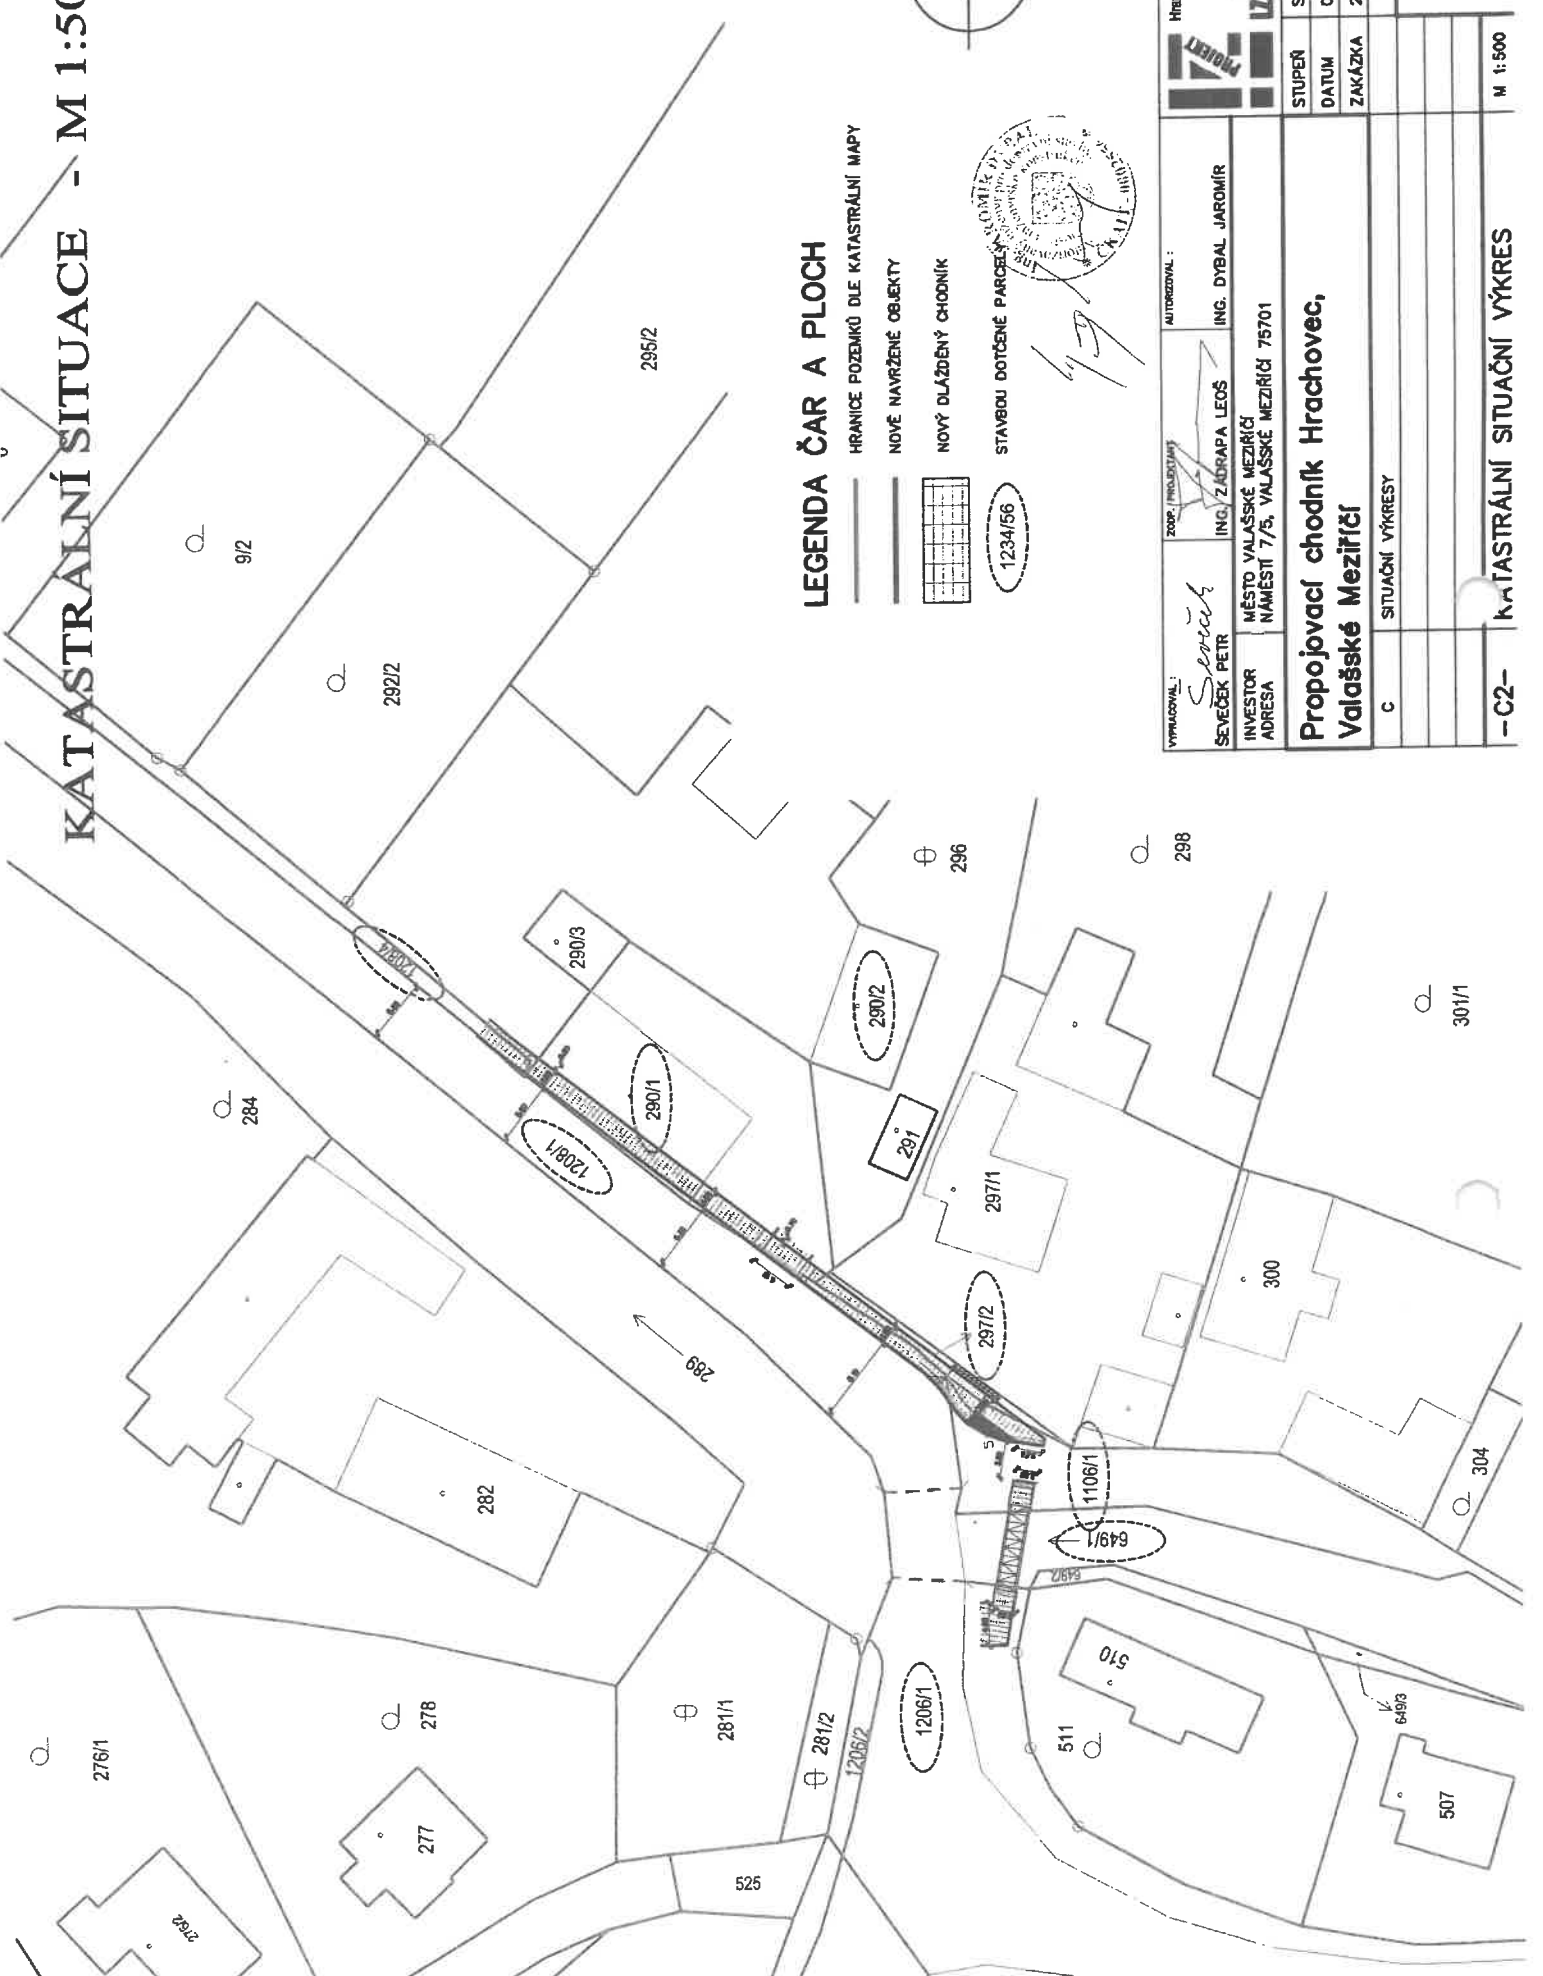 KATASTRÁLNÍ SITUACE - M 1:50
LEGENDA ČAR A PLOCH
HRANICE POZEMKŮ DLE KATASTRÁLNÍ MAPY
NOVĚ NAVRŽENÉ OBJEKTY
NOVÝ DLÁŽDĚNÝ CHODNÍK
1234/56
STAVBOU DOTČENÉ PARCELY
VYPRACOVAL :
ŠEVEČEK PETR
ZODP. PROJEKTANT
ING. ZÁDRAPA LEOŠ
AUTORIZOVAL :
ING. DYBAL JAROMÍR
PROJEKT
INVESTOR
MĚSTO VALAŠSKÉ MEZIŘÍČÍ
ADRESA
NÁMĚSTÍ 7/5, VALAŠSKÉ MEZIŘÍČÍ 75701
STUPEŇ
DATUM
ZAKÁZKA
Propojovací chodník Hrachovec,
Valašské Meziříčí
C
SITUAČNÍ VÝKRESY
-C2-
KATASTRÁLNÍ SITUAČNÍ VÝKRES
M 1:500
9/2
292/2
295/2
1208/4
290/3
284
290/1
1208/1
290/2
296
298
291
297/1
301/1
289
297/2
300
282
1106/1
649/1
649/2
304
276/1
278
281/1
281/2
1206/2
1206/1
510
511
649/3
277
276/2
525
507